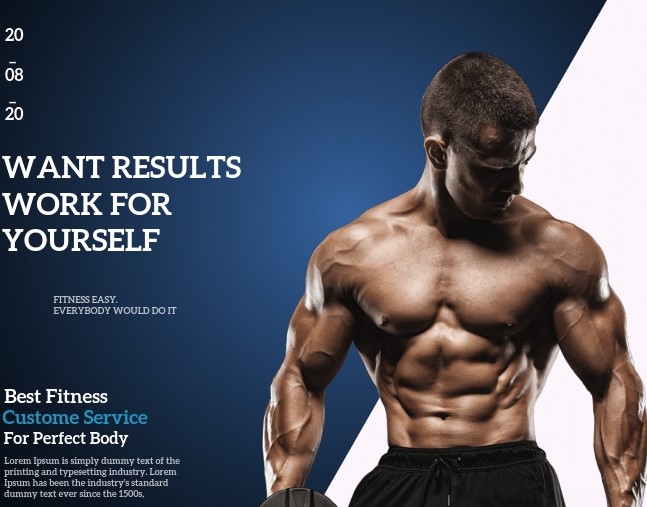 20
–
08
–
20
WANT RESULTS
WORK FOR
YOURSELF
FITNESS EASY.
EVERYBODY WOULD DO IT
Best Fitness
Custome Service
For Perfect Body
Lorem Ipsum is simply dummy text of the
printing and typesetting industry. Lorem
Ipsum has been the industry's standard
dummy text ever since the 1500s,